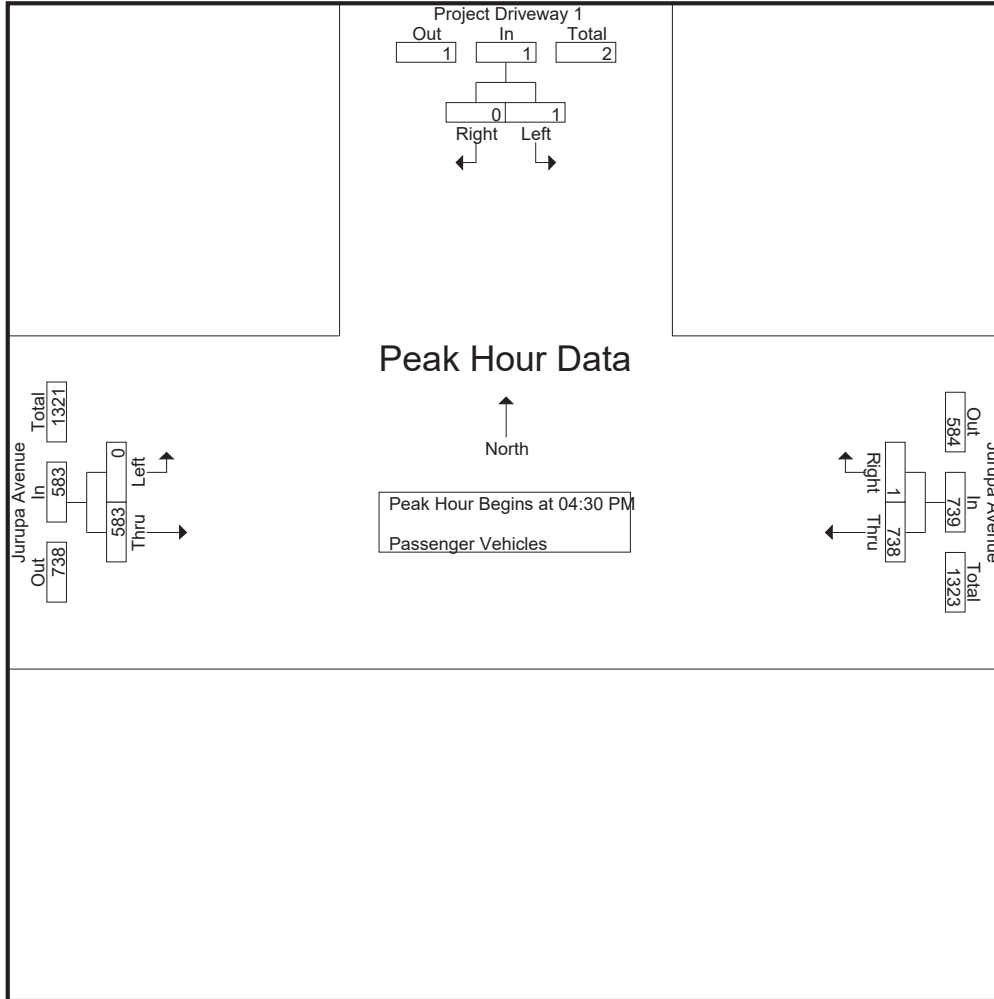 Project Driveway 1
Out In Total
1 1 2
0 1
Right Left
Peak Hour Data
North
Peak Hour Begins at 04:30 PM
Passenger Vehicles
Jurupa Avenue
Out In Total
738 583 1321
Left Thru
0 583
Jurupa Avenue
Out In Total
584 739 1323
Right Thru
1 738